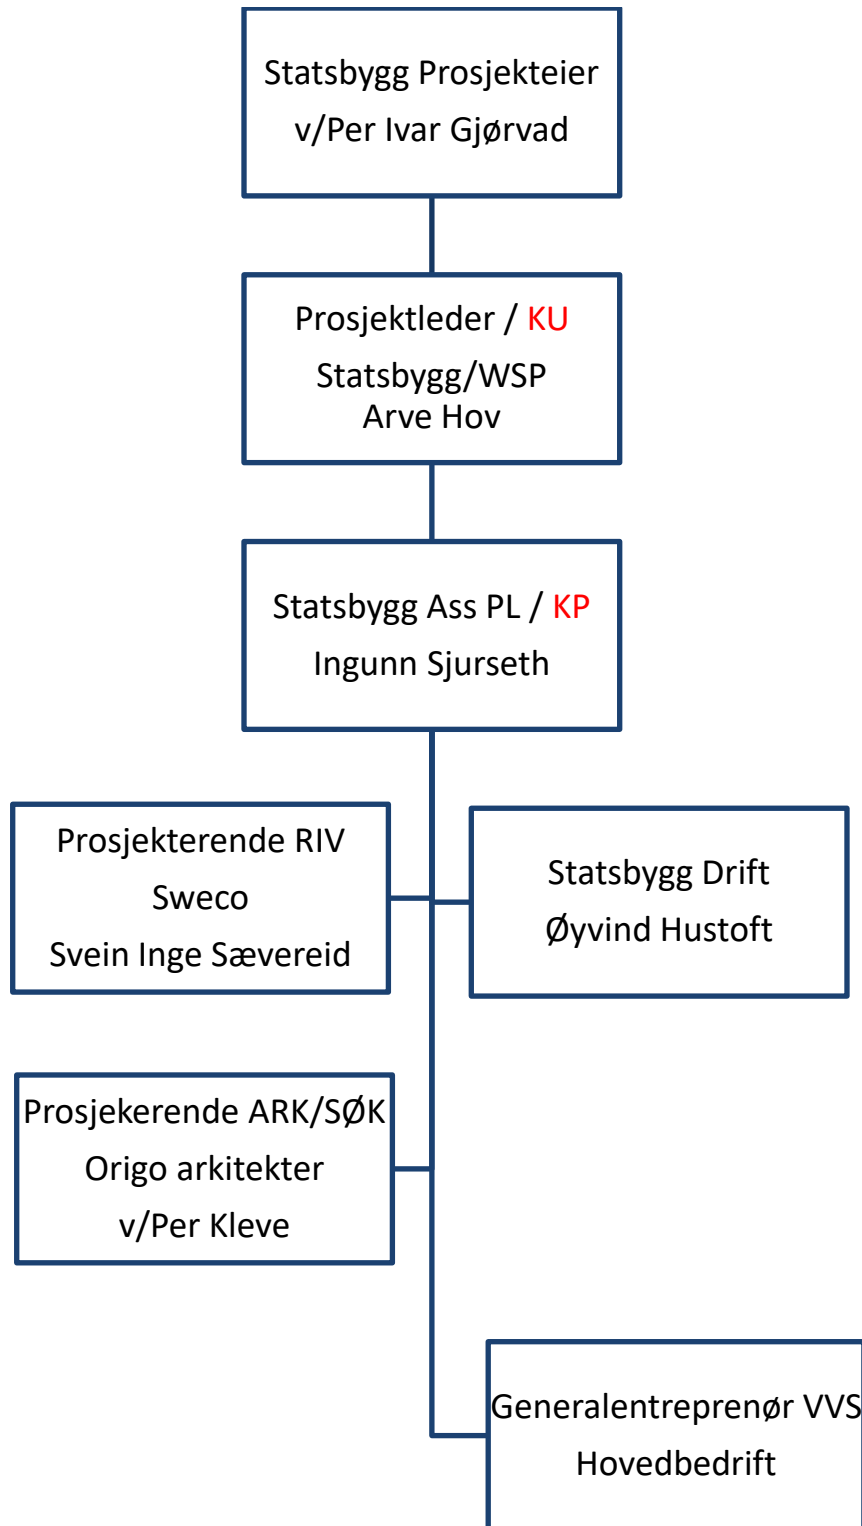 Statsbygg Prosjekteier
v/Per Ivar Gjørvad
Prosjektleder / KU
Statsbygg/WSP
Arve Hov
Statsbygg Ass PL / KP
Ingunn Sjurseth
Prosjekterende RIV
Sweco
Svein Inge Sævereid
Statsbygg Drift
Øyvind Hustoft
Prosjekerende ARK/SØK
Origo arkitekter
v/Per Kleve
Generalentreprenør VVS
Hovedbedrift